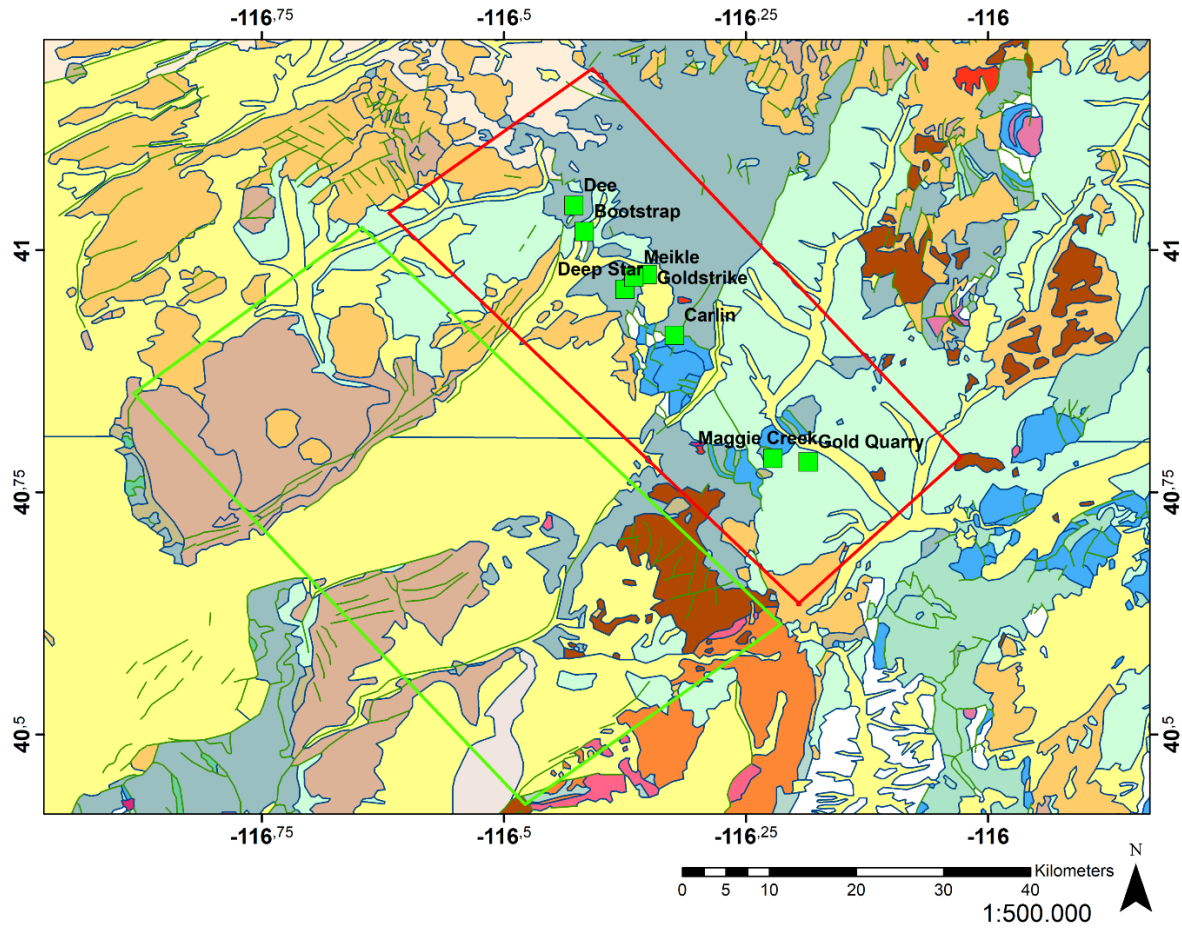 -116,75 -116,5 -116,25 -116
41
40,75
40,5
41
40,75
40,5
Dee
Bootstrap
Meikle
Deep Star
Goldstrike
Carlin
Maggie Creek
Gold Quarry
-116,75 -116,5 -116,25 -116
Kilometers
0 5 10 20 30 40
N
1:500.000